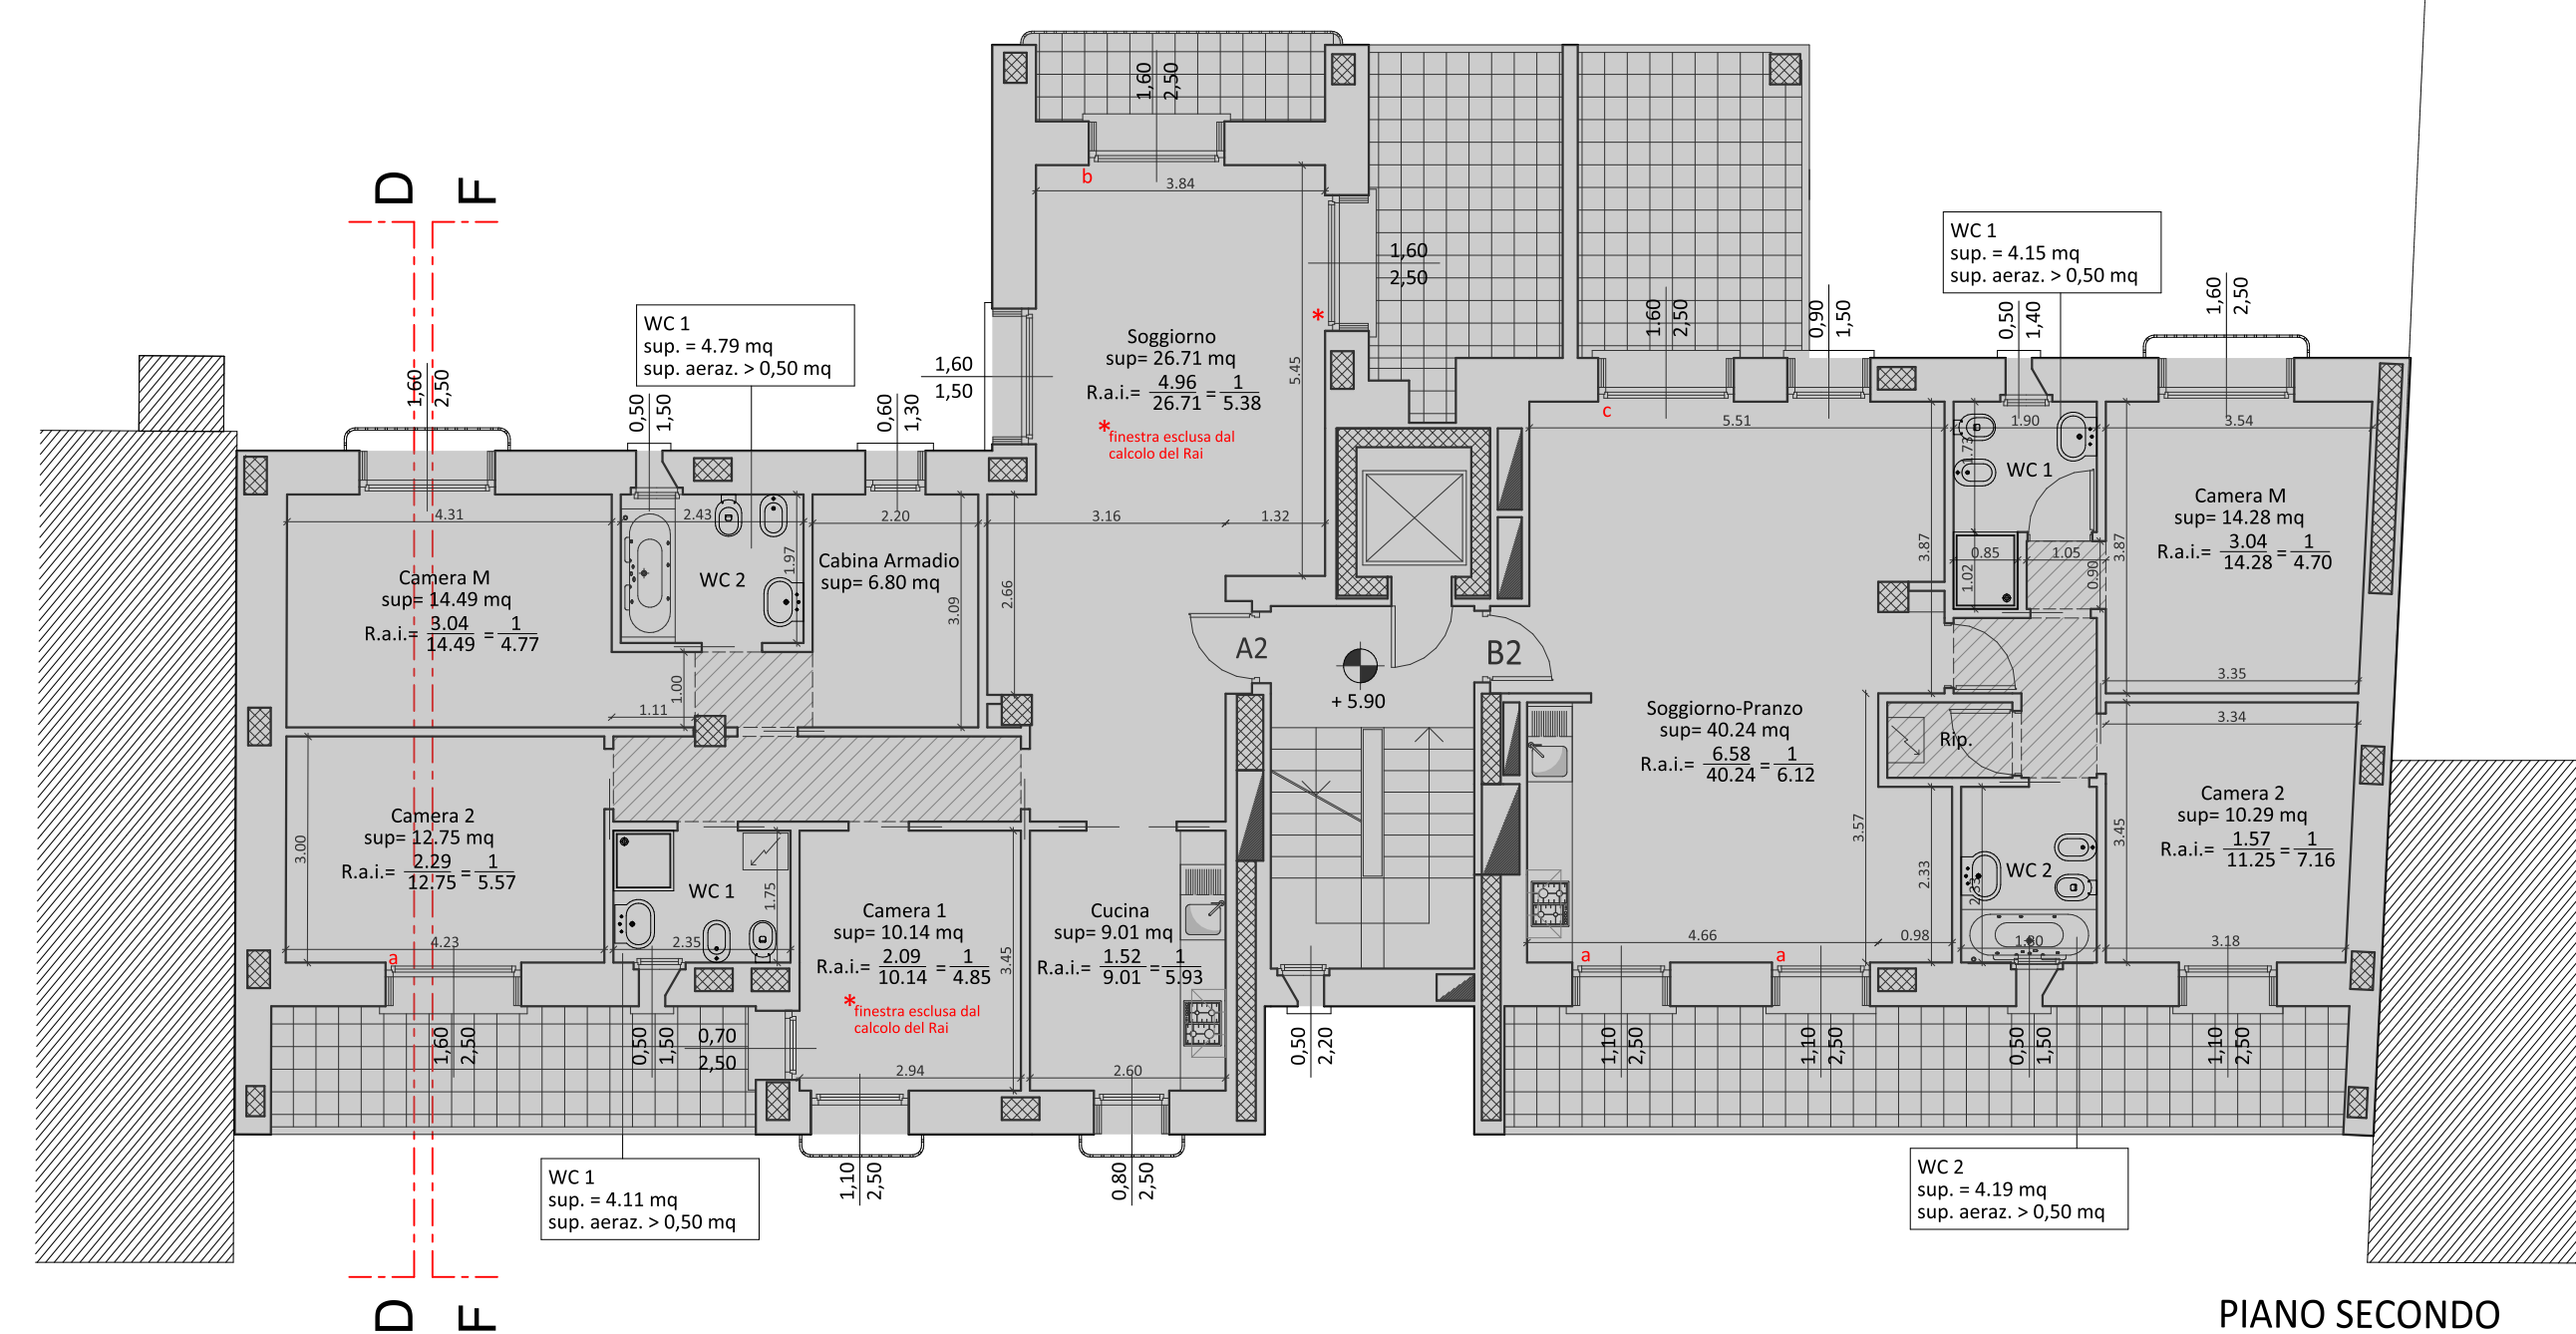 D
F
1,60
2,50
b
3.84
1,60
2,50
*
Soggiorno
sup= 26.71 mq
R.a.i.= 4.96 = 1
26.71 5.38
*finestra esclusa dal
calcolo del Rai
5.45
1,60
1,50
WC 1
sup. = 4.79 mq
sup. aeraz. > 0,50 mq
1,60
2,50
0,50
1,50
0,60
1,30
4.31
2.43
2.20
3.16
1.32
Camera M
sup= 14.49 mq
R.a.i.= 3.04 = 1
14.49 4.77
WC 2
1.97
Cabina Armadio
sup= 6.80 mq
3.09
2.66
1.00
1.11
A2
B2
+ 5.90
Camera 2
sup= 12.75 mq
R.a.i.= 2.29 = 1
12.75 5.57
3.00
4.23
a
WC 1
1.75
2.35
Camera 1
sup= 10.14 mq
R.a.i.= 2.09 = 1
10.14 4.85
*finestra esclusa dal
calcolo del Rai
3.45
2.94
Cucina
sup= 9.01 mq
R.a.i.= 1.52 = 1
9.01 5.93
2.60
1,60
2,50
0,50
1,50
0,70
2,50
1,10
2,50
0,80
2,50
0,50
2,20
WC 1
sup. = 4.11 mq
sup. aeraz. > 0,50 mq
1.60
2,50
0,90
1,50
c
5.51
WC 1
sup. = 4.15 mq
sup. aeraz. > 0,50 mq
0,50
1,40
1,60
2,50
1.90
3.54
1.73
WC 1
3.87
0.85
1.05
1.02
0.90
3.87
Camera M
sup= 14.28 mq
R.a.i.= 3.04 = 1
14.28 4.70
3.35
3.34
Soggiorno-Pranzo
sup= 40.24 mq
R.a.i.= 6.58 = 1
40.24 6.12
Rip.
3.57
2.33
2.33
WC 2
1.80
3.45
Camera 2
sup= 10.29 mq
R.a.i.= 1.57 = 1
11.25 7.16
4.66
0.98
3.18
a
a
1,10
2,50
1,10
2,50
0,50
1,50
1,10
2,50
WC 2
sup. = 4.19 mq
sup. aeraz. > 0,50 mq
D
F
PIANO SECONDO